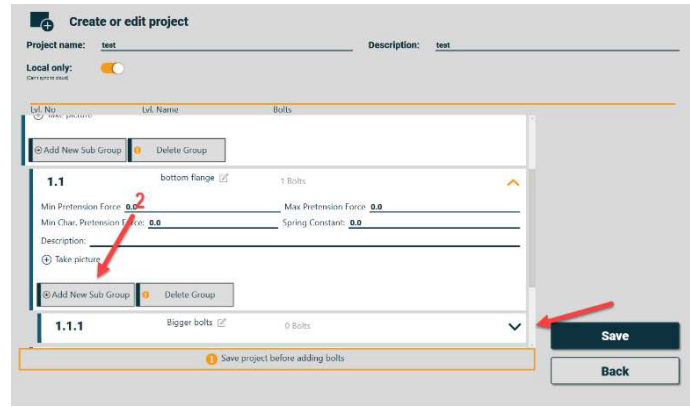 Create or edit project
Project name: test Description: test
Local only:
Lvl. No Lvl. Name Bolts
Take picture
Add New Sub Group Delete Group
1.1 bottom flange 1 Bolts
2
Min Pretension Force 0.0 Max Pretension Force 0.0
Min Char. Pretension Force: 0.0 Spring Constant: 0.0
Description:
Take picture
Add New Sub Group Delete Group
1.1.1 Bigger bolts 0 Bolts
Save
Save project before adding bolts
Back